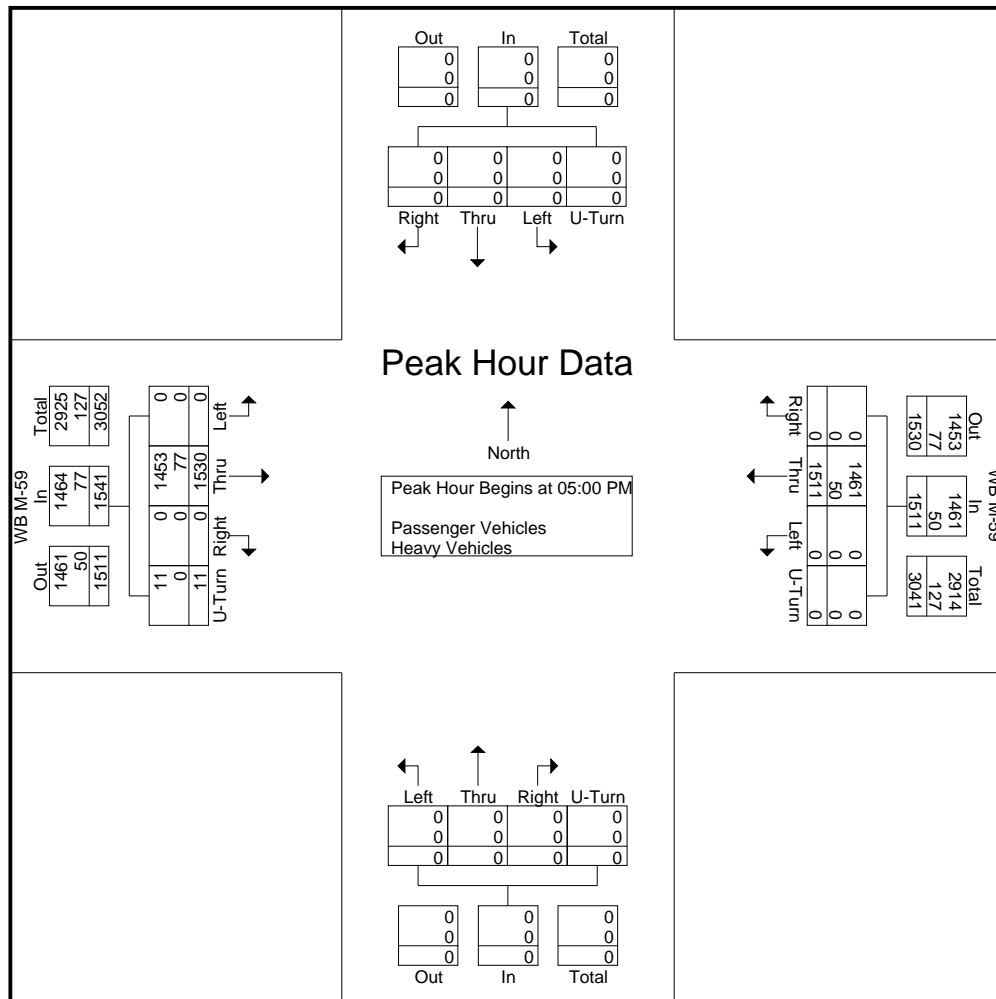 Out In Total
0 0 0
0 0 0
0 0 0
0 0 0 0
0 0 0 0
0 0 0 0
Right Thru Left U-Turn
Peak Hour Data
North
Peak Hour Begins at 05:00 PM
Passenger Vehicles
Heavy Vehicles
WB M-59
Out In Total
1461 1464 2925
50 77 127
1511 1541 3052
11 0 1453 0
0 0 77 0
11 0 1530 0
U-Turn Right Thru Left
WB M-59
Out In Total
1453 1461 2914
77 50 127
1530 1511 3041
0 1461 0 0
0 50 0 0
0 1511 0 0
Right Thru Left U-Turn
Left Thru Right U-Turn
0 0 0 0
0 0 0 0
0 0 0 0
0 0 0
0 0 0
0 0 0
Out In Total